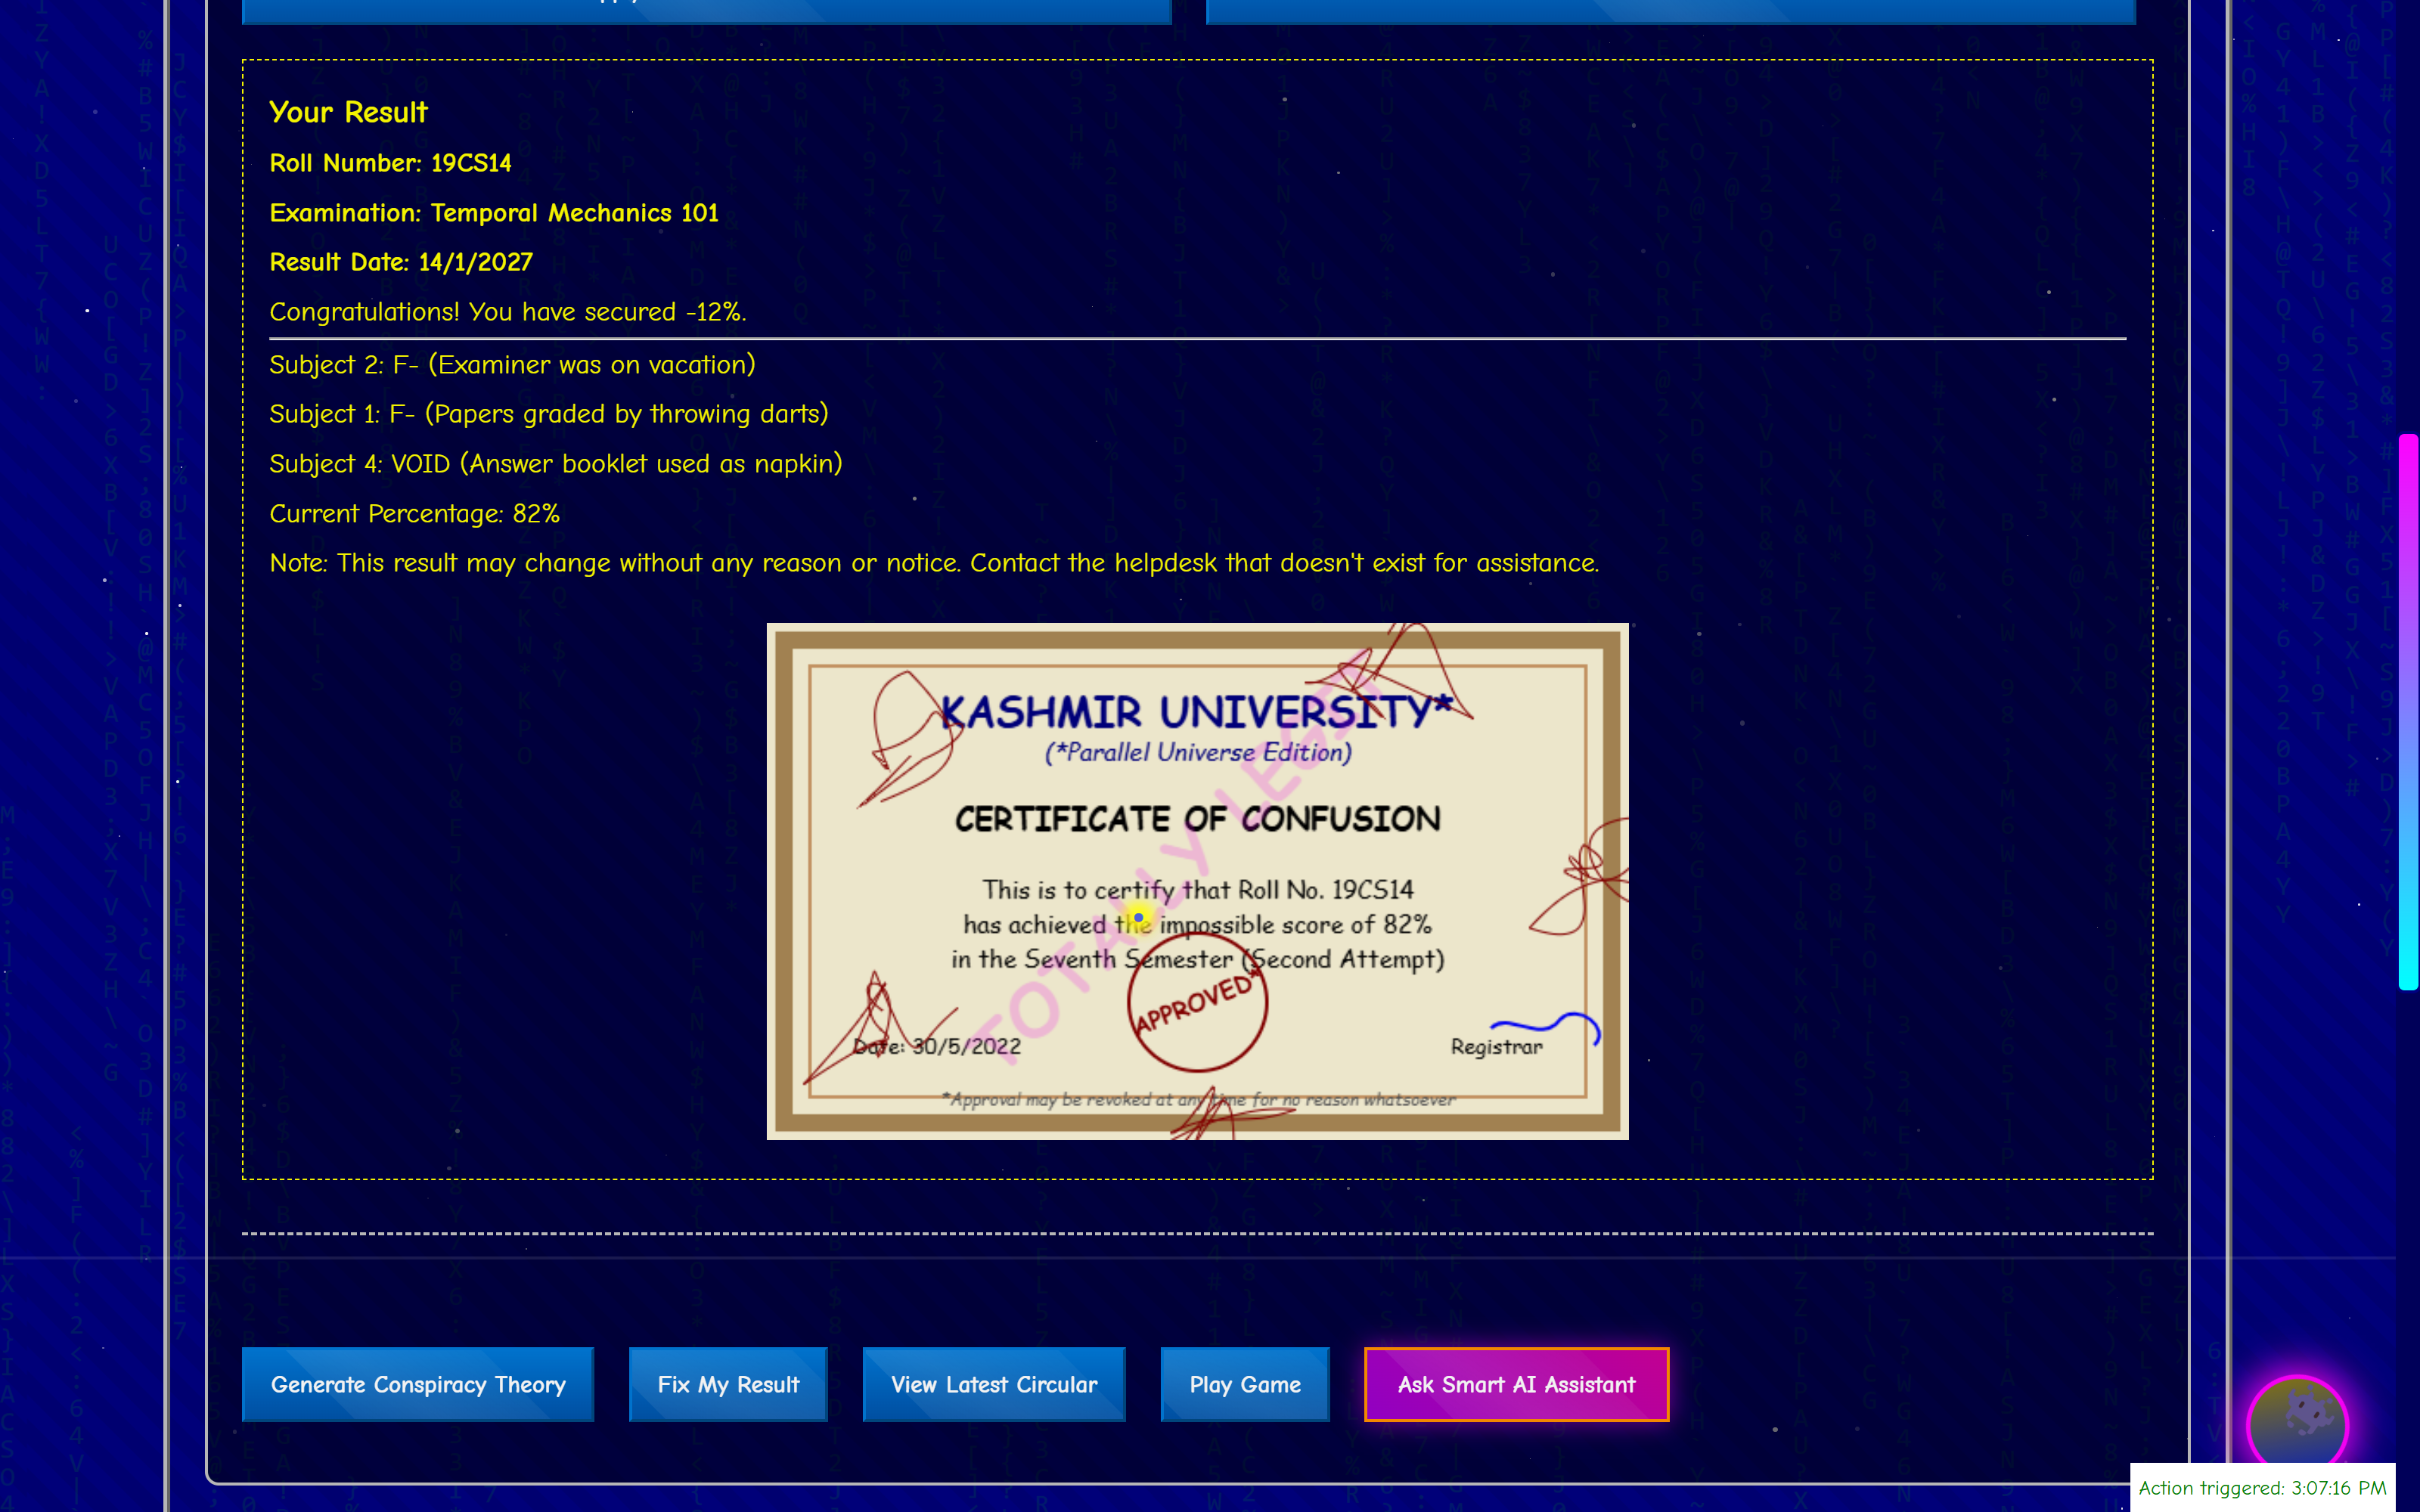 Your Result
Roll Number: 19CS14
Examination: Temporal Mechanics 101
Result Date: 14/1/2027
Congratulations! You have secured -12%.
Subject 2: F- (Examiner was on vacation)
Subject 1: F- (Papers graded by throwing darts)
Subject 4: VOID (Answer booklet used as napkin)
Current Percentage: 82%
Note: This result may change without any reason or notice. Contact the helpdesk that doesn't exist for assistance.
KASHMIR UNIVERSITY*
(*Parallel Universe Edition)
CERTIFICATE OF CONFUSION
This is to certify that Roll No. 19CS14
has achieved the impossible score of 82%
in the Seventh Semester (Second Attempt)
TOTALLY LEGIT
APPROVED*
Date: 30/5/2022
Registrar
*Approval may be revoked at any time for no reason whatsoever
Generate Conspiracy Theory
Fix My Result
View Latest Circular
Play Game
Ask Smart AI Assistant
Action triggered: 3:07:16 PM